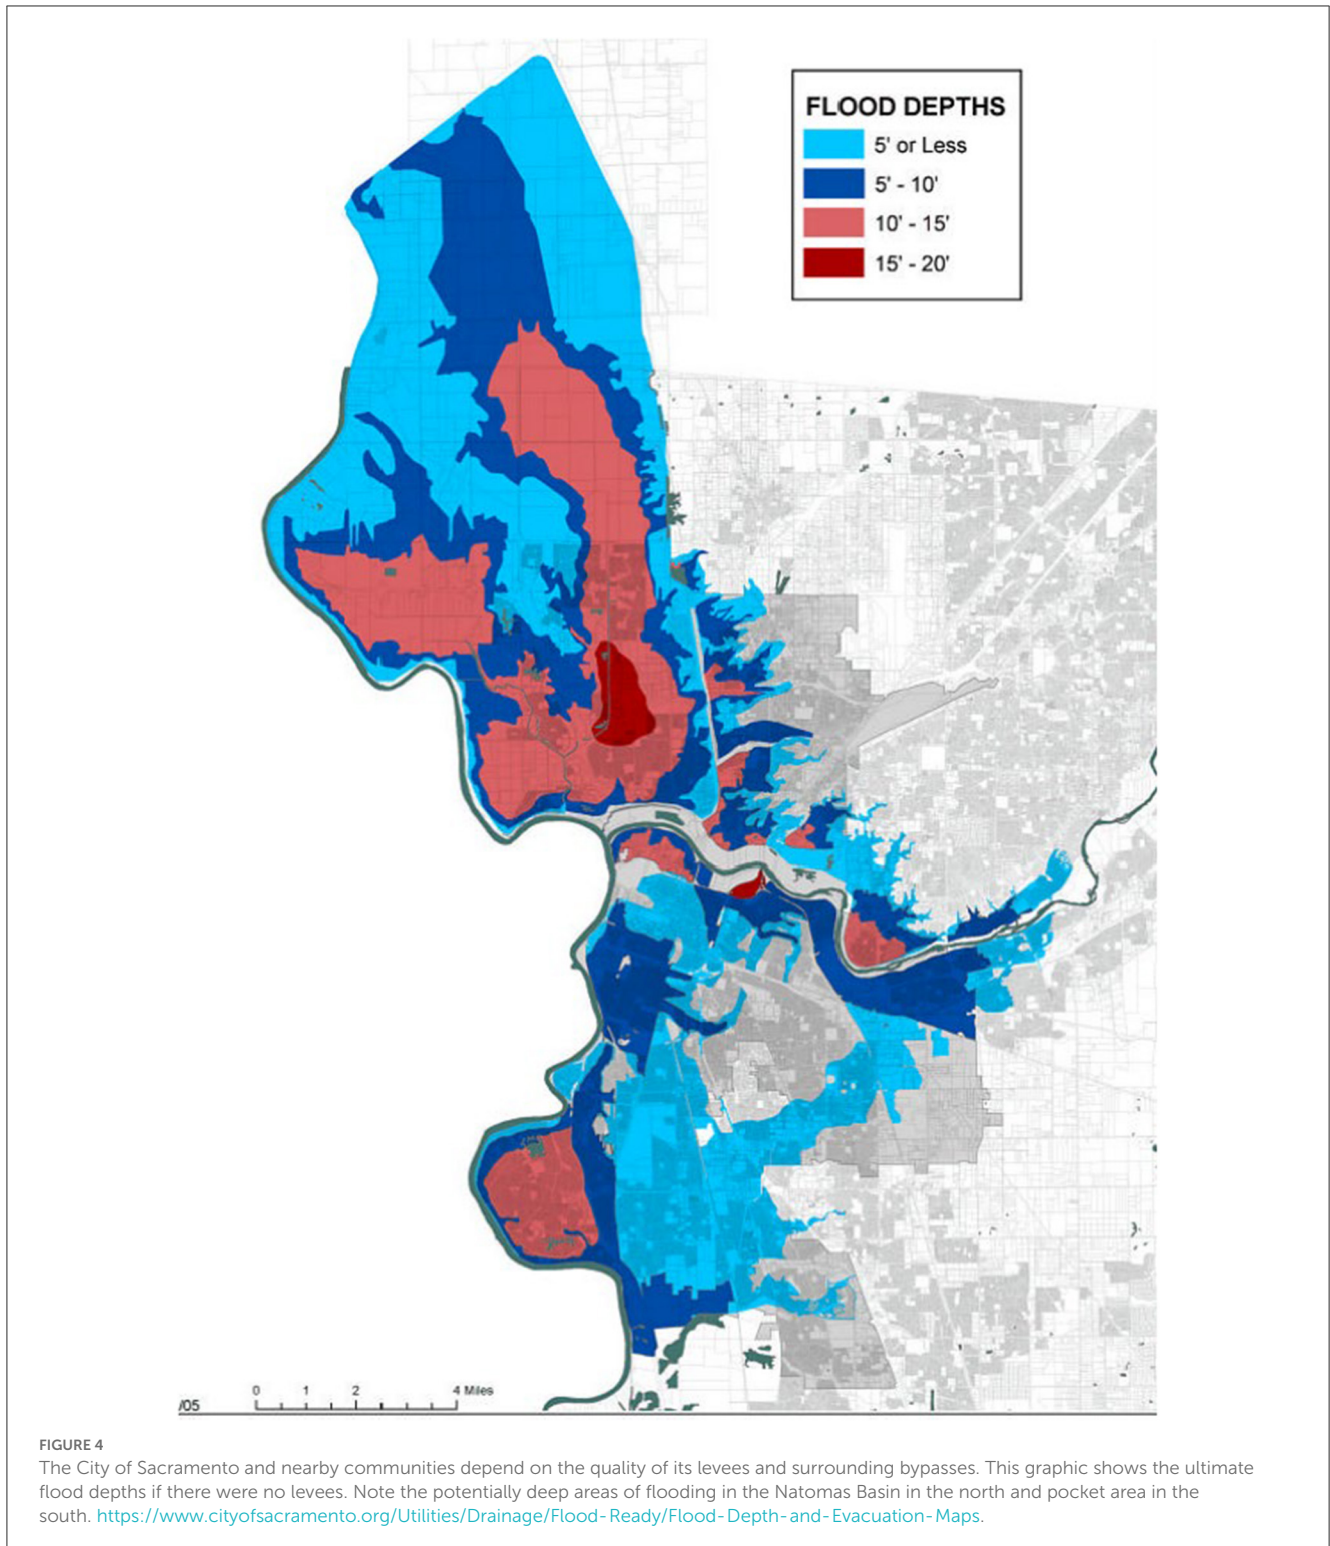 FLOOD DEPTHS
5' or Less
5' - 10'
10' - 15'
15' - 20'
0 1 2 4 Miles
/05
FIGURE 4
The City of Sacramento and nearby communities depend on the quality of its levees and surrounding bypasses. This graphic shows the ultimate
flood depths if there were no levees. Note the potentially deep areas of flooding in the Natomas Basin in the north and pocket area in the
south. https://www.cityofsacramento.org/Utilities/Drainage/Flood-Ready/Flood-Depth-and-Evacuation-Maps.